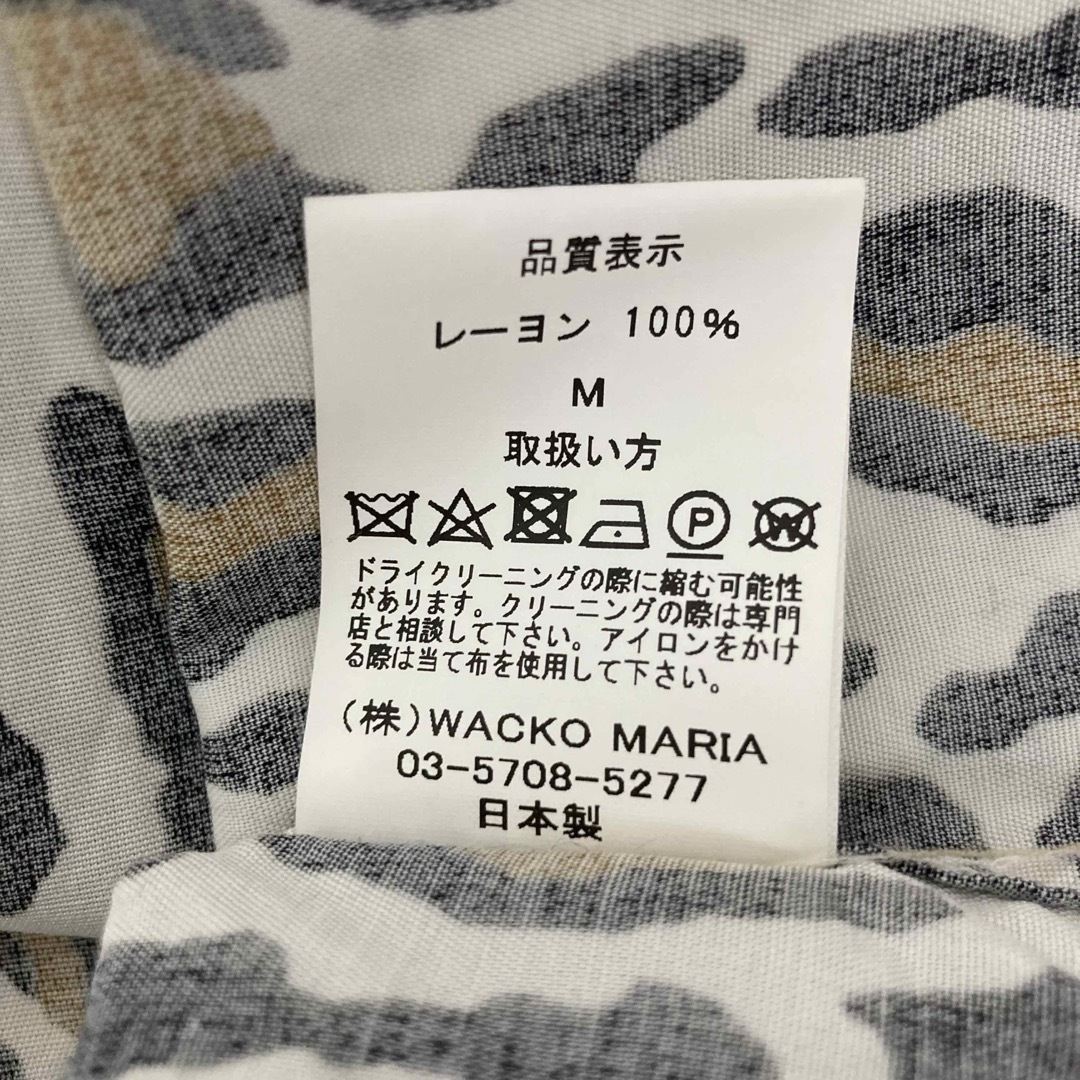 品質表示
レーヨン 100%
M
取扱い方
P W
ドライクリーニングの際に縮む可能性
があります。クリーニングの際は専門
店と相談して下さい。アイロンをかけ
る際は当て布を使用して下さい。
(株)WACKO MARIA
03-5708-5277
日本製